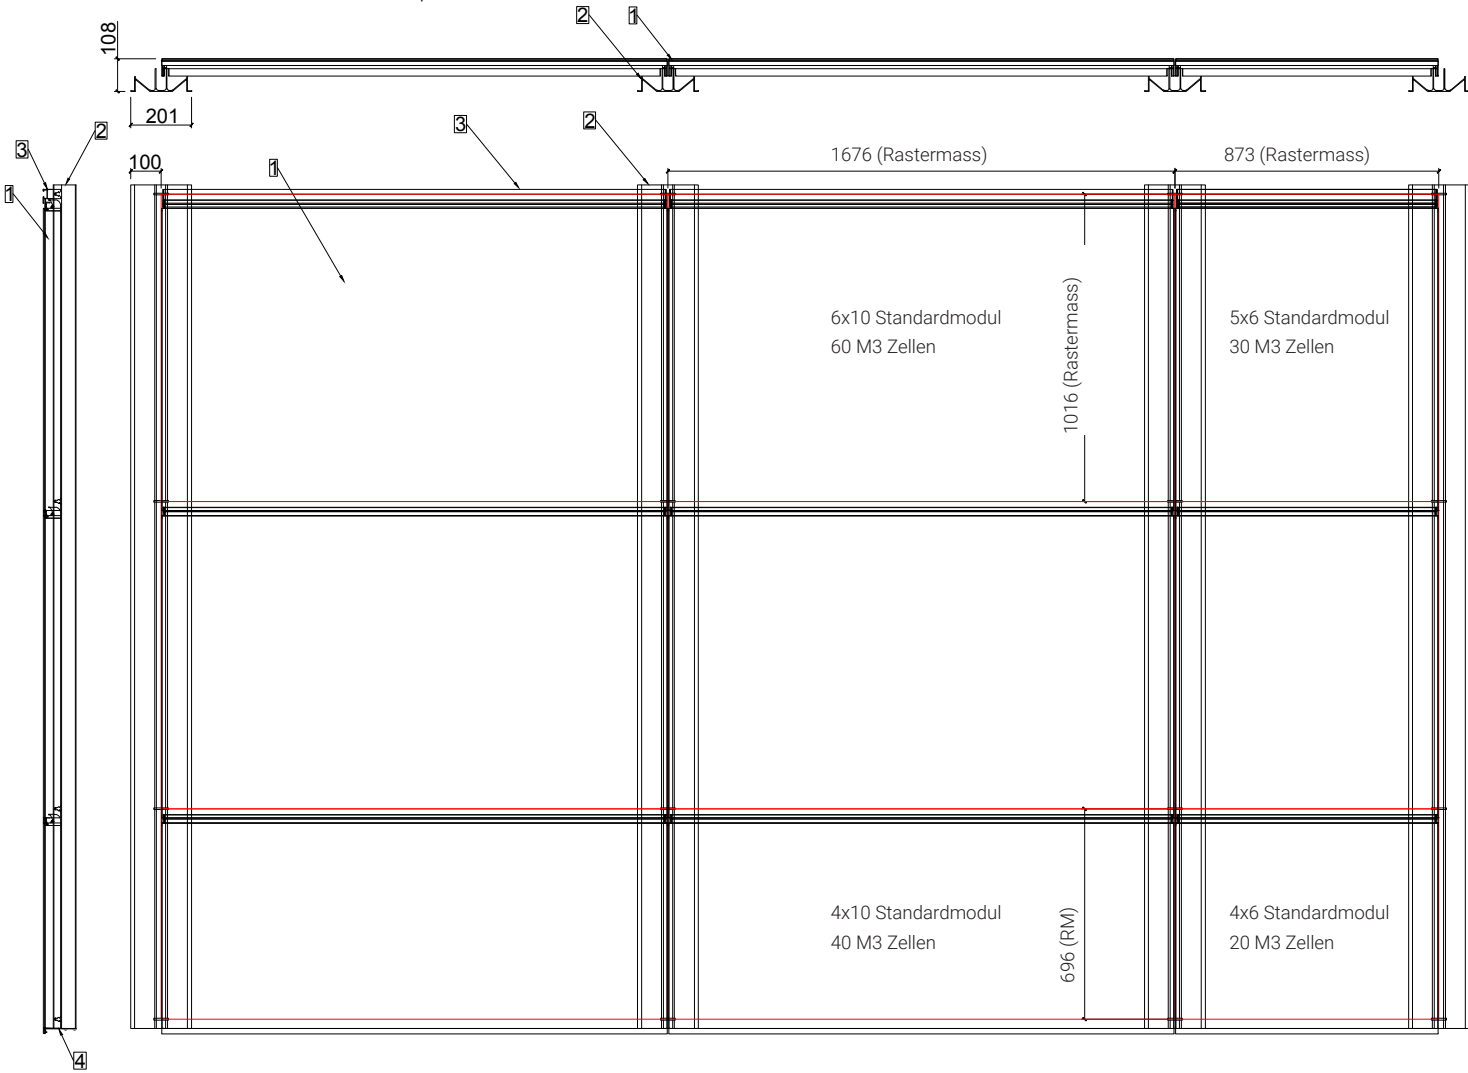 108
2
1
201
3
2
1
100
1
3
2
1676 (Rastermass)
873 (Rastermass)
6x10 Standardmodul
60 M3 Zellen
1016 (Rastermass)
5x6 Standardmodul
30 M3 Zellen
4x10 Standardmodul
40 M3 Zellen
696 (RM)
4x6 Standardmodul
20 M3 Zellen
4